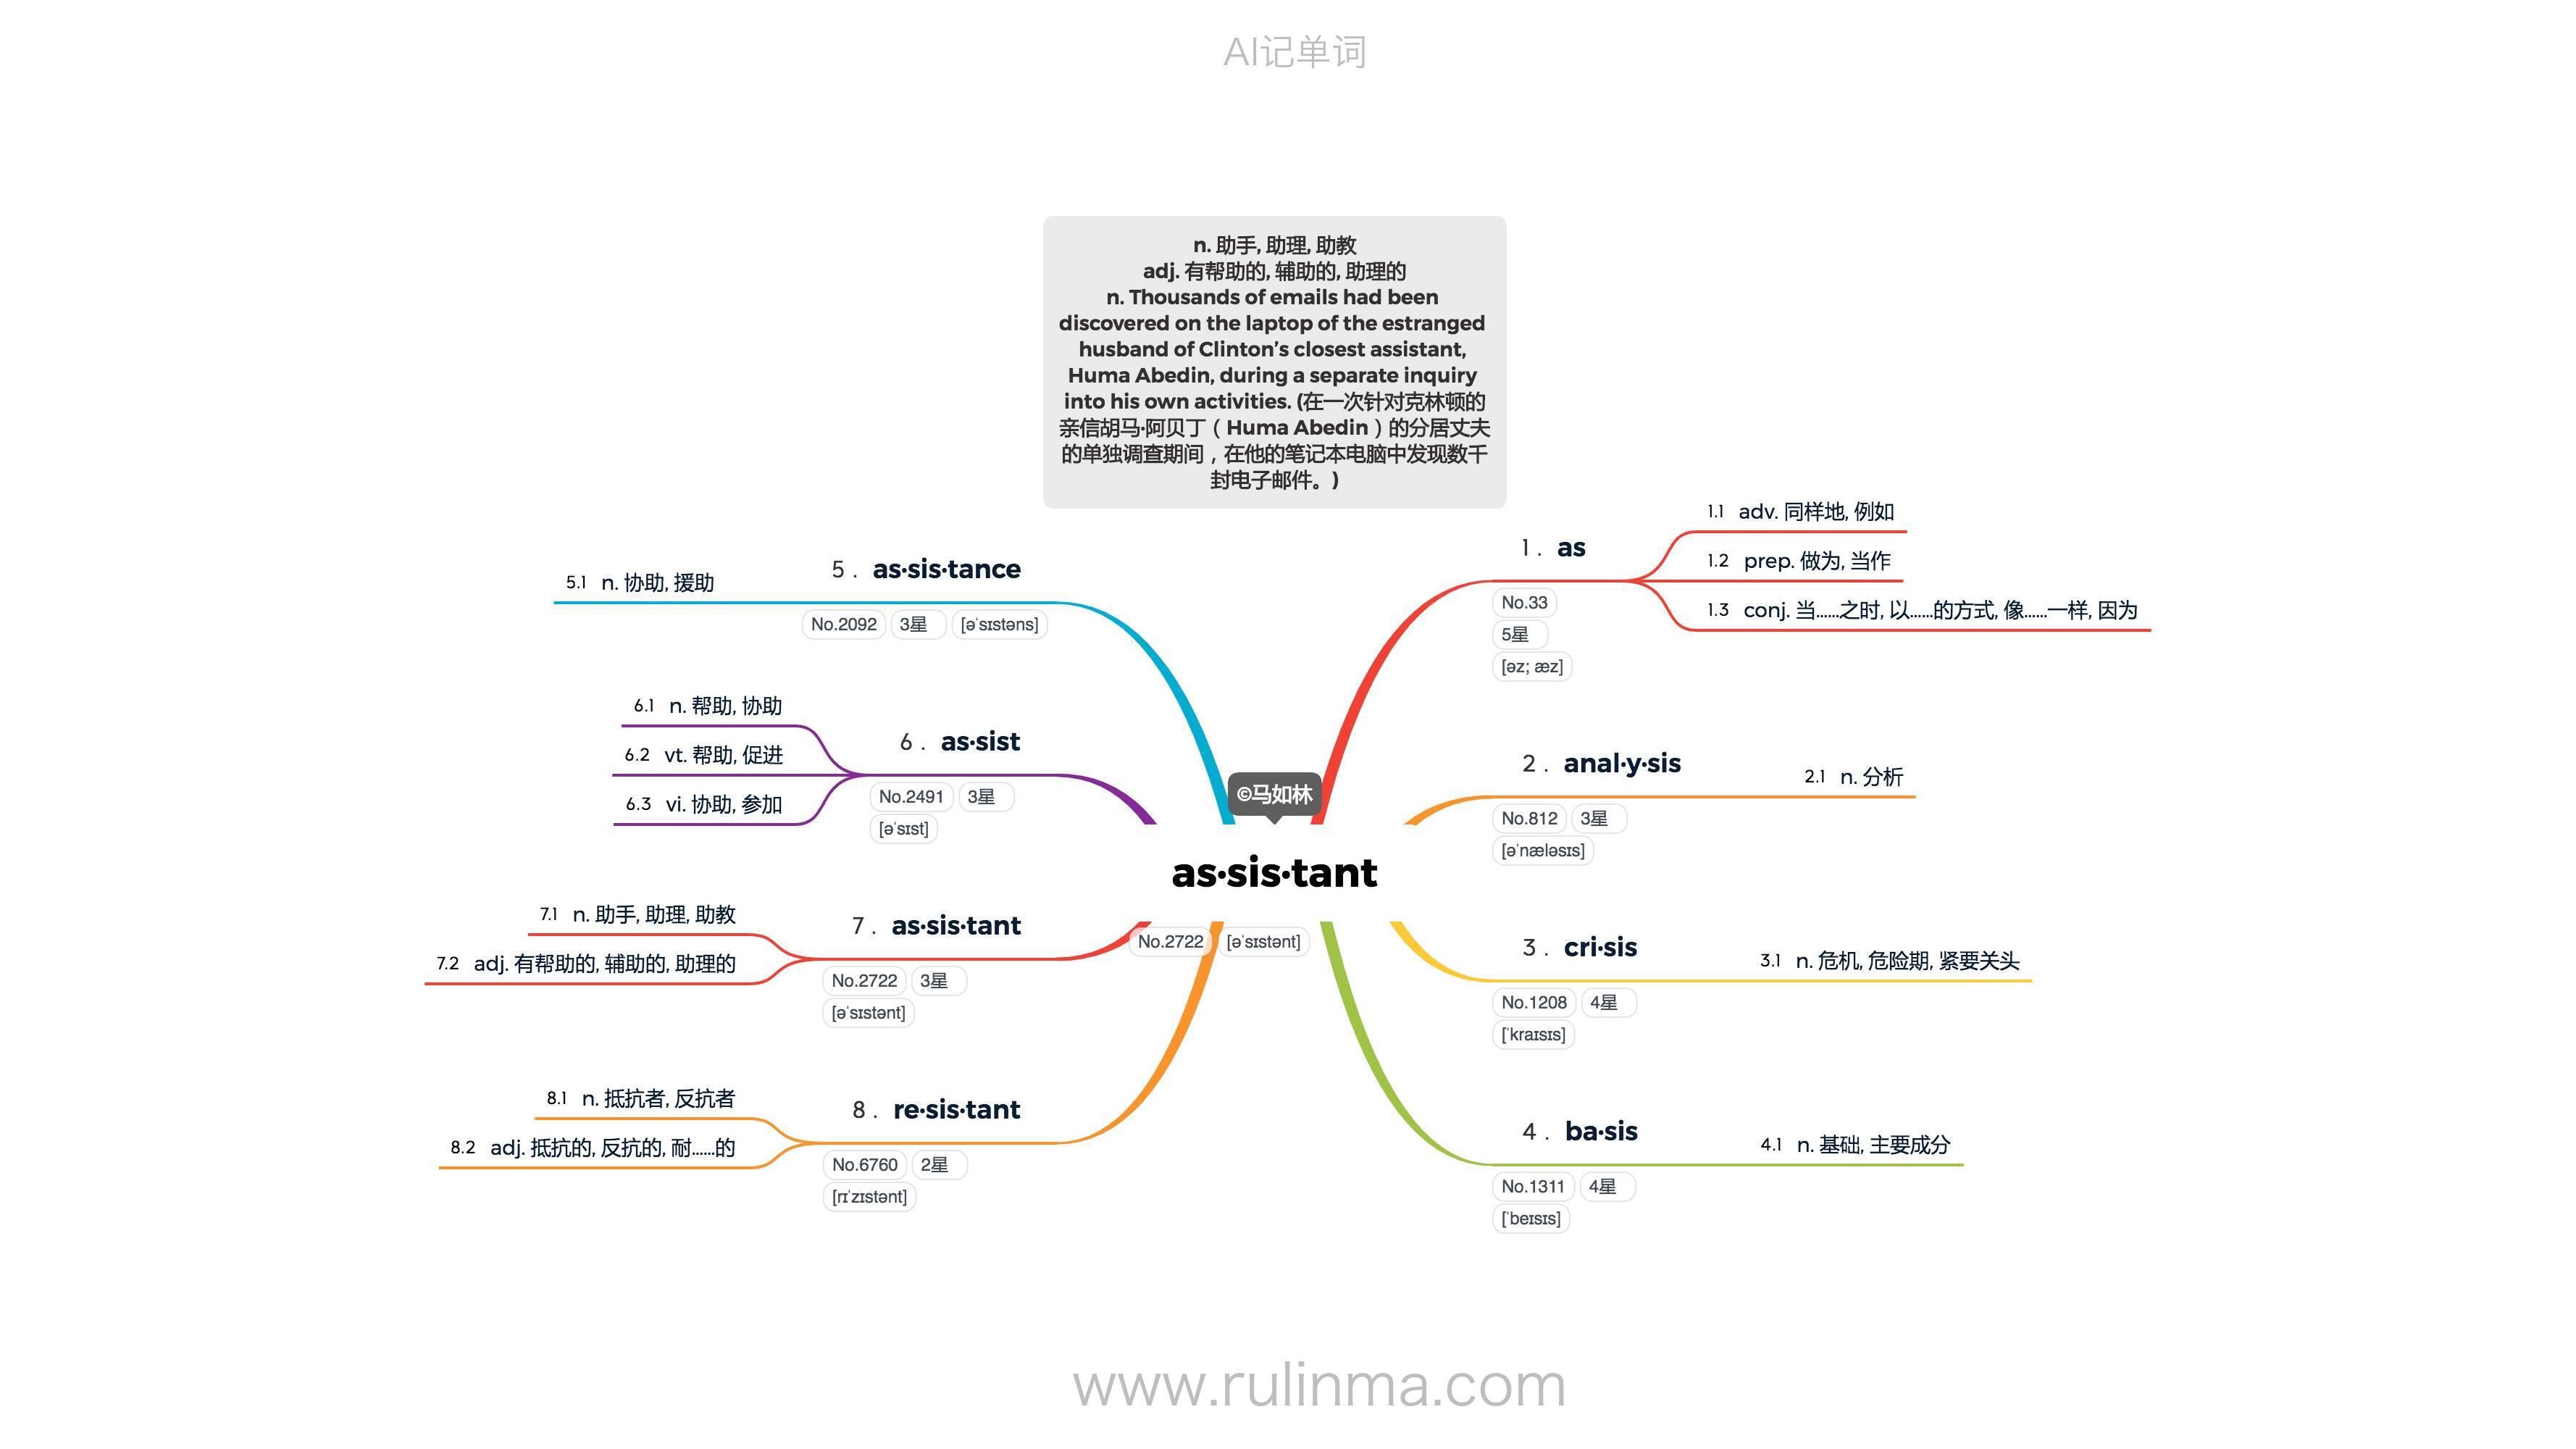 AI记单词
n. 助手, 助理, 助教
adj. 有帮助的, 辅助的, 助理的
n. Thousands of emails had been
discovered on the laptop of the estranged
husband of Clinton’s closest assistant,
Huma Abedin, during a separate inquiry
into his own activities. (在一次针对克林顿的
亲信胡马·阿贝丁（Huma Abedin）的分居丈夫
的单独调查期间，在他的笔记本电脑中发现数千
封电子邮件。)
©马如林
as·sis·tant
No.2722 [əˈsɪstənt]
1. as
No.33
5星
[əz; æz]
1.1 adv. 同样地, 例如
1.2 prep. 做为, 当作
1.3 conj. 当……之时, 以……的方式, 像……一样, 因为
2. anal·y·sis
No.812 3星
[əˈnæləsɪs]
2.1 n. 分析
3. cri·sis
No.1208 4星
[ˈkraɪsɪs]
3.1 n. 危机, 危险期, 紧要关头
4. ba·sis
No.1311 4星
[ˈbeɪsɪs]
4.1 n. 基础, 主要成分
5. as·sis·tance
No.2092 3星 [əˈsɪstəns]
5.1 n. 协助, 援助
6. as·sist
No.2491 3星
[əˈsɪst]
6.1 n. 帮助, 协助
6.2 vt. 帮助, 促进
6.3 vi. 协助, 参加
7. as·sis·tant
No.2722 3星
[əˈsɪstənt]
7.1 n. 助手, 助理, 助教
7.2 adj. 有帮助的, 辅助的, 助理的
8. re·sis·tant
No.6760 2星
[rɪˈzɪstənt]
8.1 n. 抵抗者, 反抗者
8.2 adj. 抵抗的, 反抗的, 耐……的
www.rulinma.com